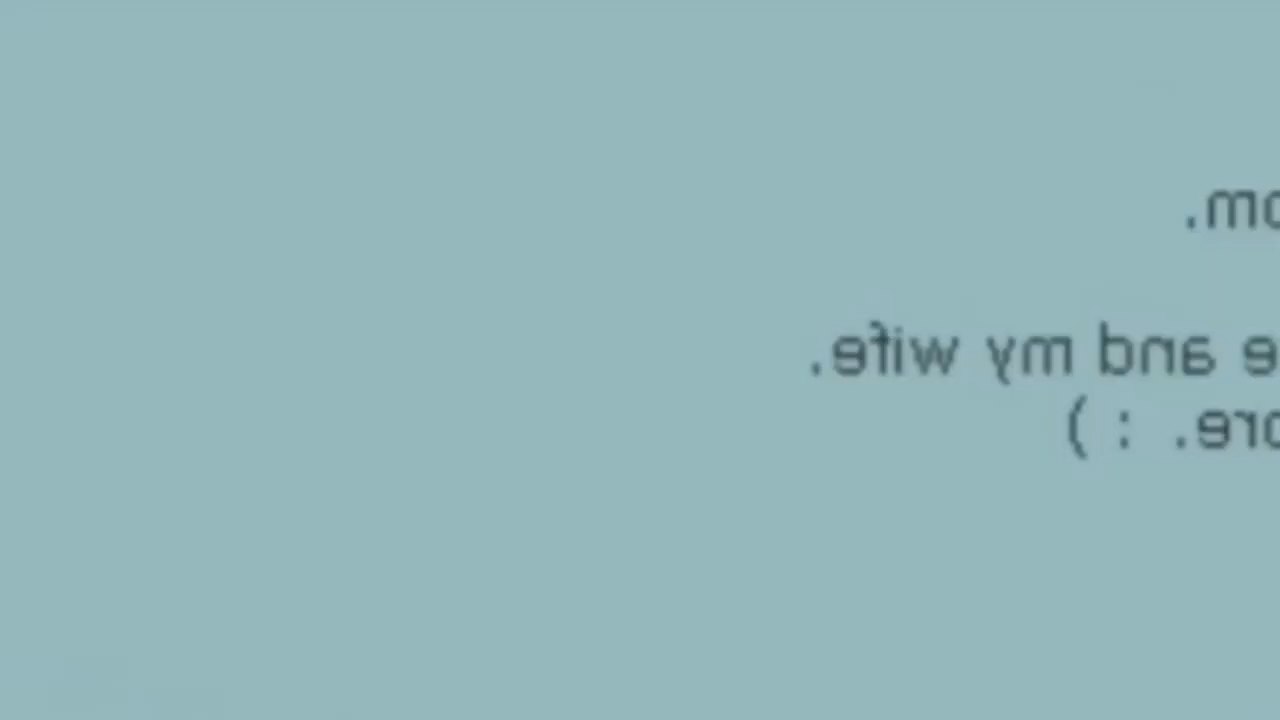 om.
e and my wife.
ore. : )